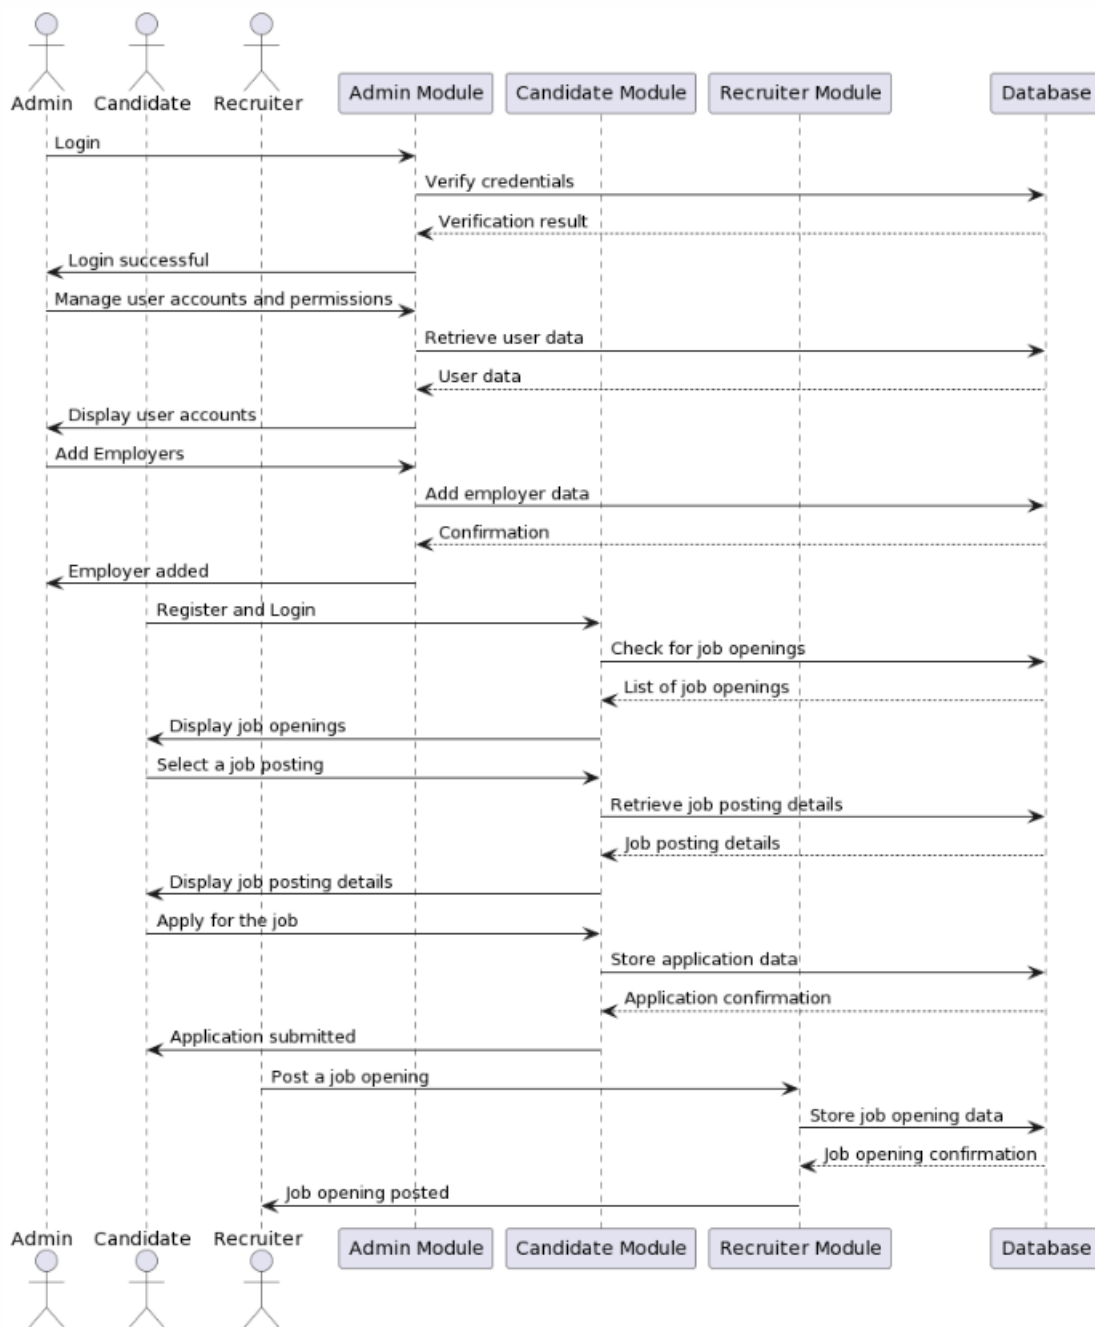 Admin Candidate Recruiter Admin Module Candidate Module Recruiter Module Database
Login
Verify credentials
Verification result
Login successful
Manage user accounts and permissions
Retrieve user data
User data
Display user accounts
Add Employers
Add employer data
Confirmation
Employer added
Register and Login
Check for job openings
List of job openings
Display job openings
Select a job posting
Retrieve job posting details
Job posting details
Display job posting details
Apply for the job
Store application data
Application confirmation
Application submitted
Post a job opening
Store job opening data
Job opening confirmation
Job opening posted
Admin Candidate Recruiter Admin Module Candidate Module Recruiter Module Database